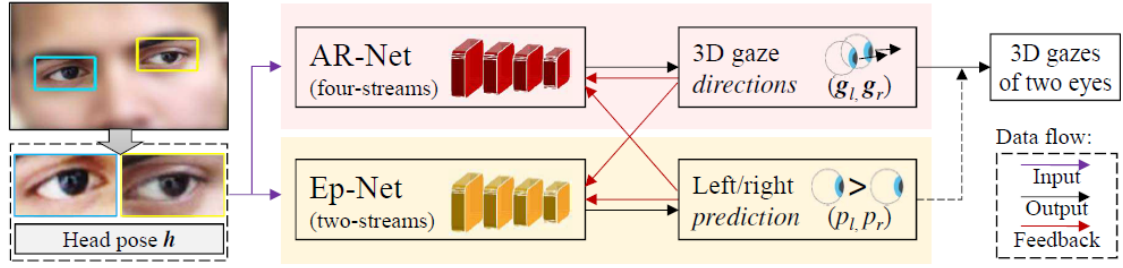 AR-Net
(four-streams)
3D gaze
directions
(g_l, g_r)
3D gazes
of two eyes
Ep-Net
(two-streams)
Left/right
prediction
>
(p_l, p_r)
Head pose h
Data flow:
Input
Output
Feedback